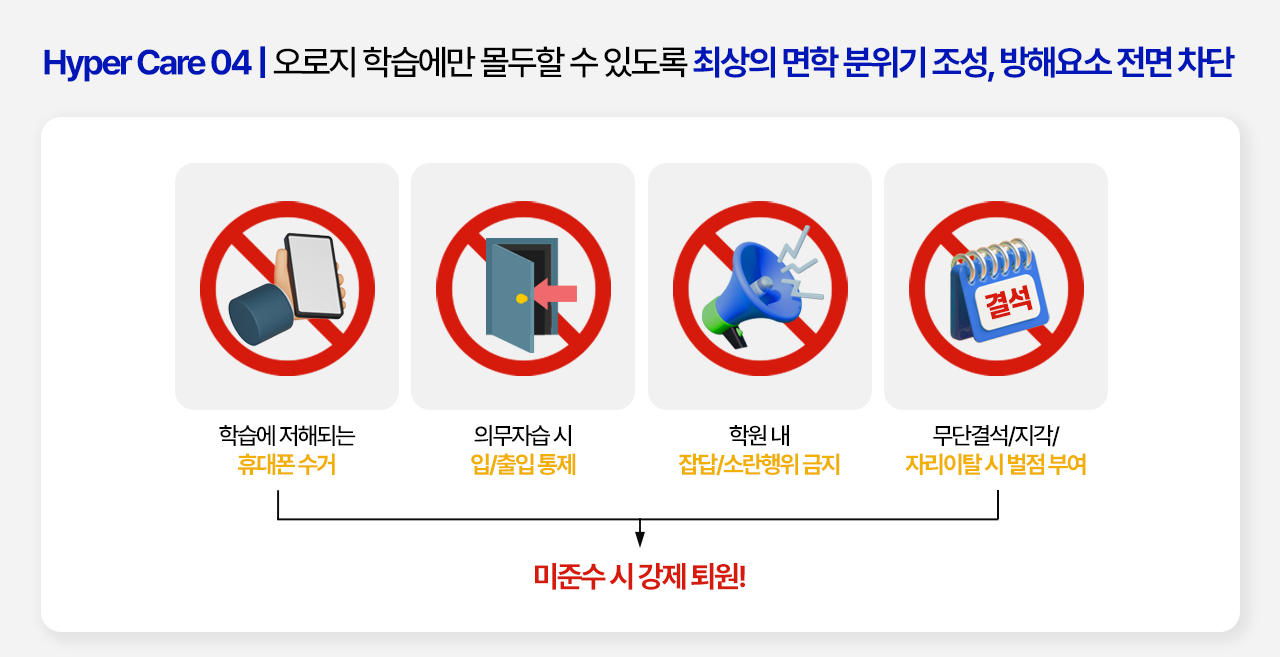 Hyper Care 04 | 오로지 학습에만 몰두할 수 있도록 최상의 면학 분위기 조성, 방해요소 전면 차단
결석
학습에 저해되는
휴대폰 수거
의무자습 시
입/출입 통제
학원 내
잡답/소란행위 금지
무단결석/지각/
자리이탈 시 벌점 부여
미준수 시 강제 퇴원!